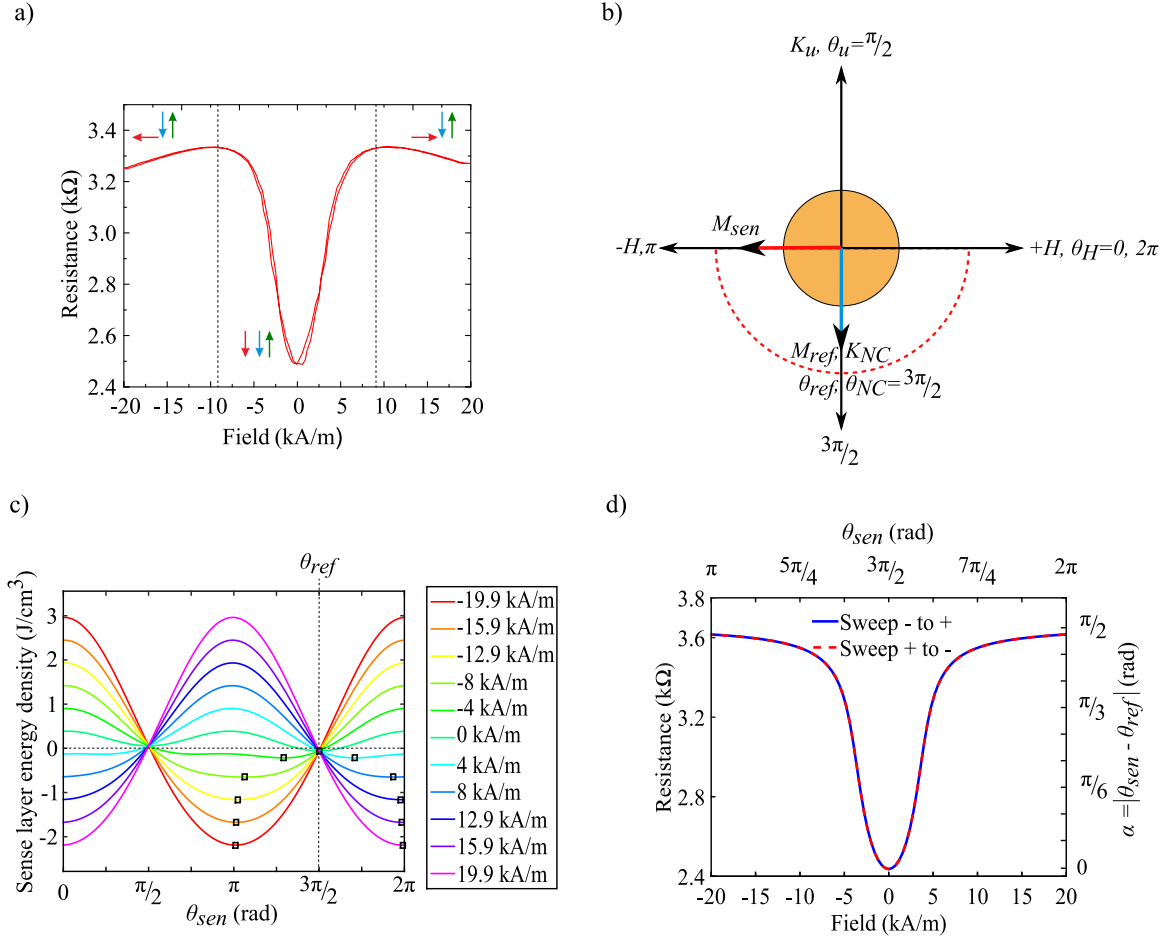 a)
3.4
3.2
3.0
2.8
2.6
2.4
Resistance (kΩ)
-20 -15 -10 -5 0 5 10 15 20
Field (kA/m)
b)
K_u, θ_u=π/2
M_sen
-H,π
+H, θ_H=0, 2π
M_ref, K_NC
θ_ref, θ_NC=3π/2
3π/2
c)
θ_ref
3
2
1
0
-1
-2
Sense layer energy density (J/cm³)
0 π/2 π 3π/2 2π
θ_sen (rad)
-19.9 kA/m
-15.9 kA/m
-12.9 kA/m
-8 kA/m
-4 kA/m
0 kA/m
4 kA/m
8 kA/m
12.9 kA/m
15.9 kA/m
19.9 kA/m
d)
θ_sen (rad)
π 5π/4 3π/2 7π/4 2π
3.8
3.6
3.2
2.8
2.4
Resistance (kΩ)
Sweep - to +
Sweep + to -
π/2
π/3
π/6
0
α=|θ_sen - θ_ref| (rad)
-20 -15 -10 -5 0 5 10 15 20
Field (kA/m)